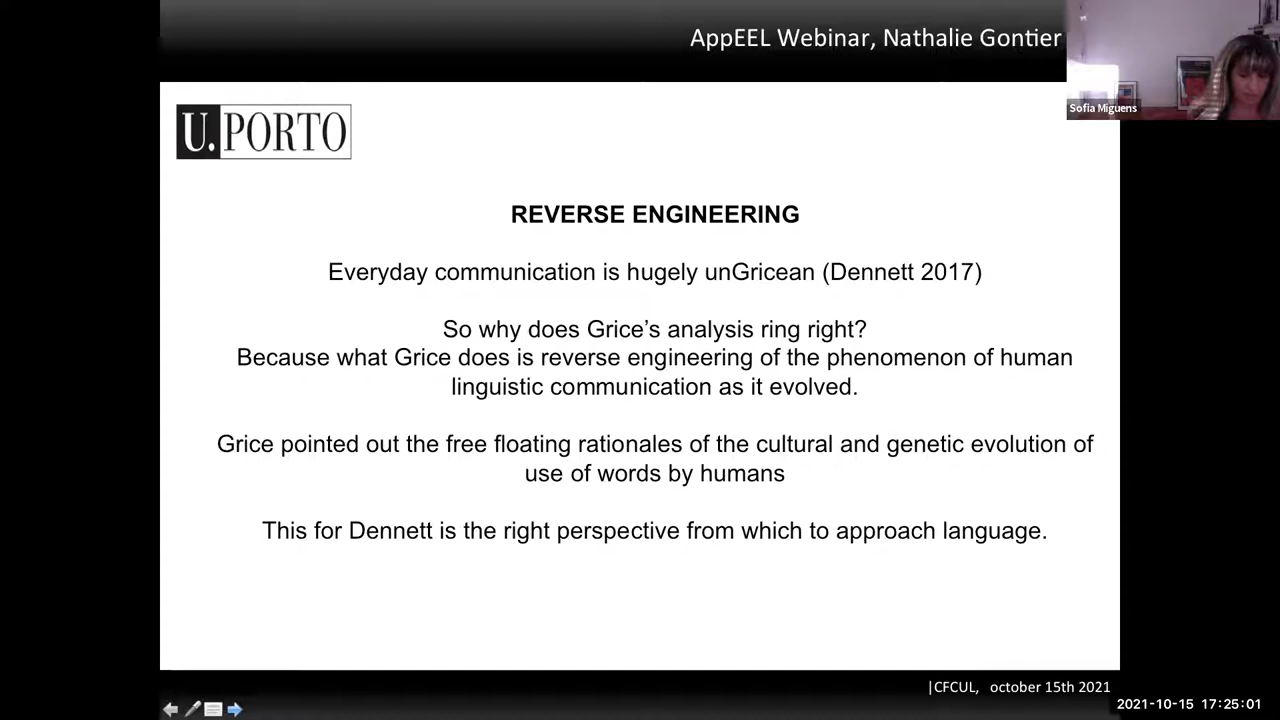 AppEEL Webinar, Nathalie Gontier
Sofia Miguens
U.PORTO
REVERSE ENGINEERING
Everyday communication is hugely unGricean (Dennett 2017)
So why does Grice's analysis ring right?
Because what Grice does is reverse engineering of the phenomenon of human
linguistic communication as it evolved.
Grice pointed out the free floating rationales of the cultural and genetic evolution of
use of words by humans
This for Dennett is the right perspective from which to approach language.
|CFCUL, october 15th 2021
2021-10-15 17:25:01